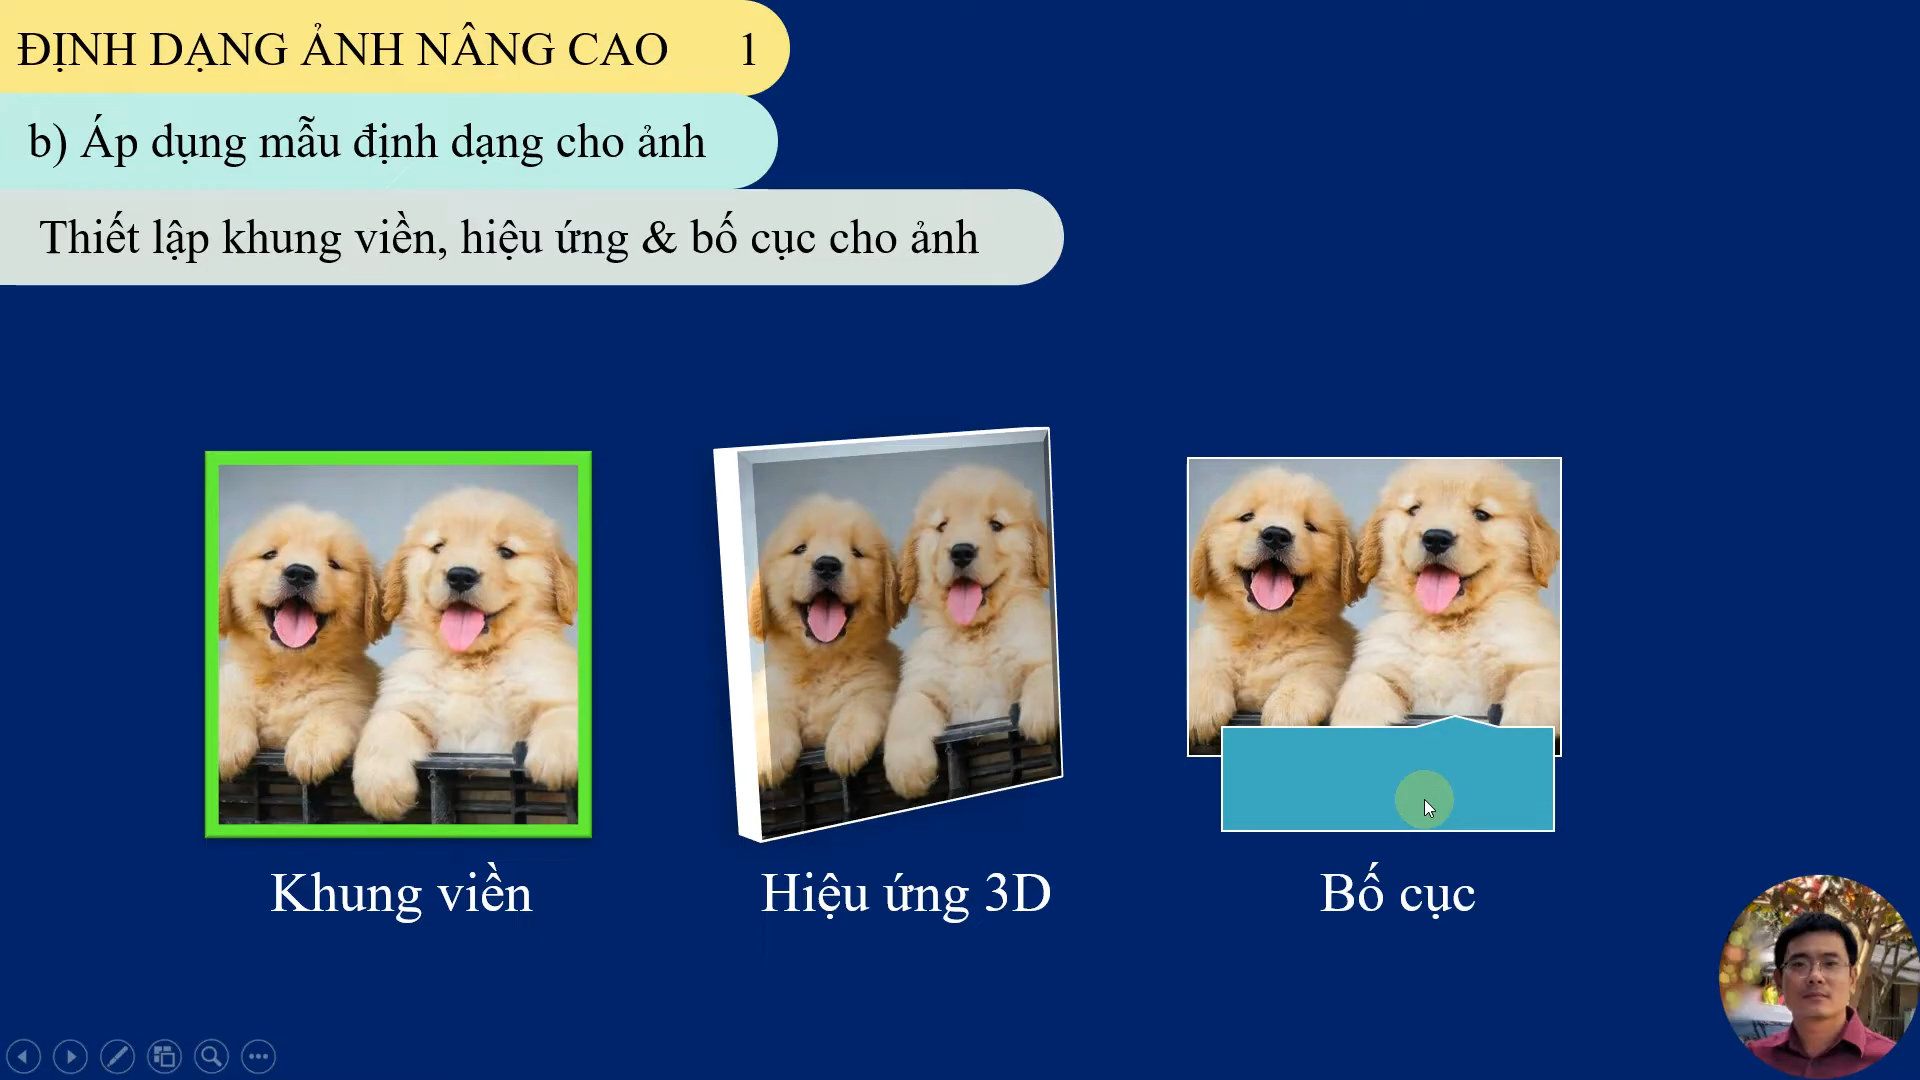 ĐỊNH DẠNG ẢNH NÂNG CAO 1
b) Áp dụng mẫu định dạng cho ảnh
Thiết lập khung viền, hiệu ứng & bố cục cho ảnh
Khung viền
Hiệu ứng 3D
Bố cục